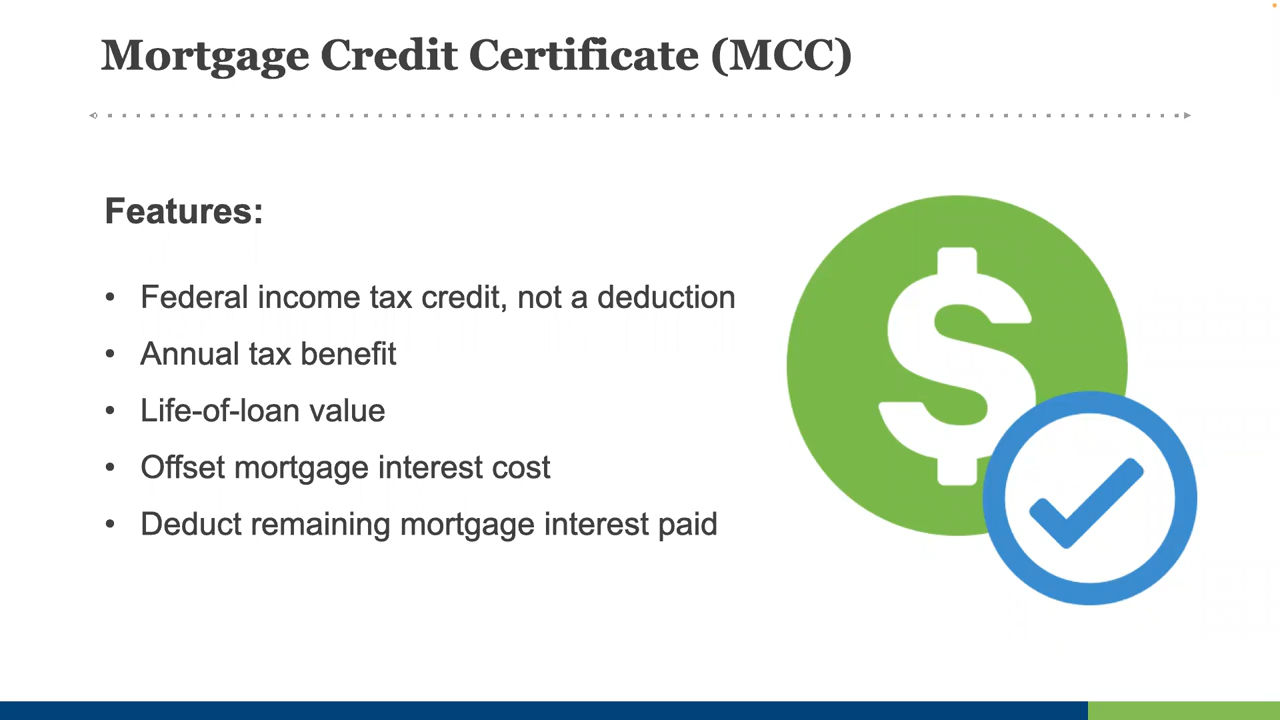 Mortgage Credit Certificate (MCC)
Features:
• Federal income tax credit, not a deduction
• Annual tax benefit
• Life-of-loan value
• Offset mortgage interest cost
• Deduct remaining mortgage interest paid
$